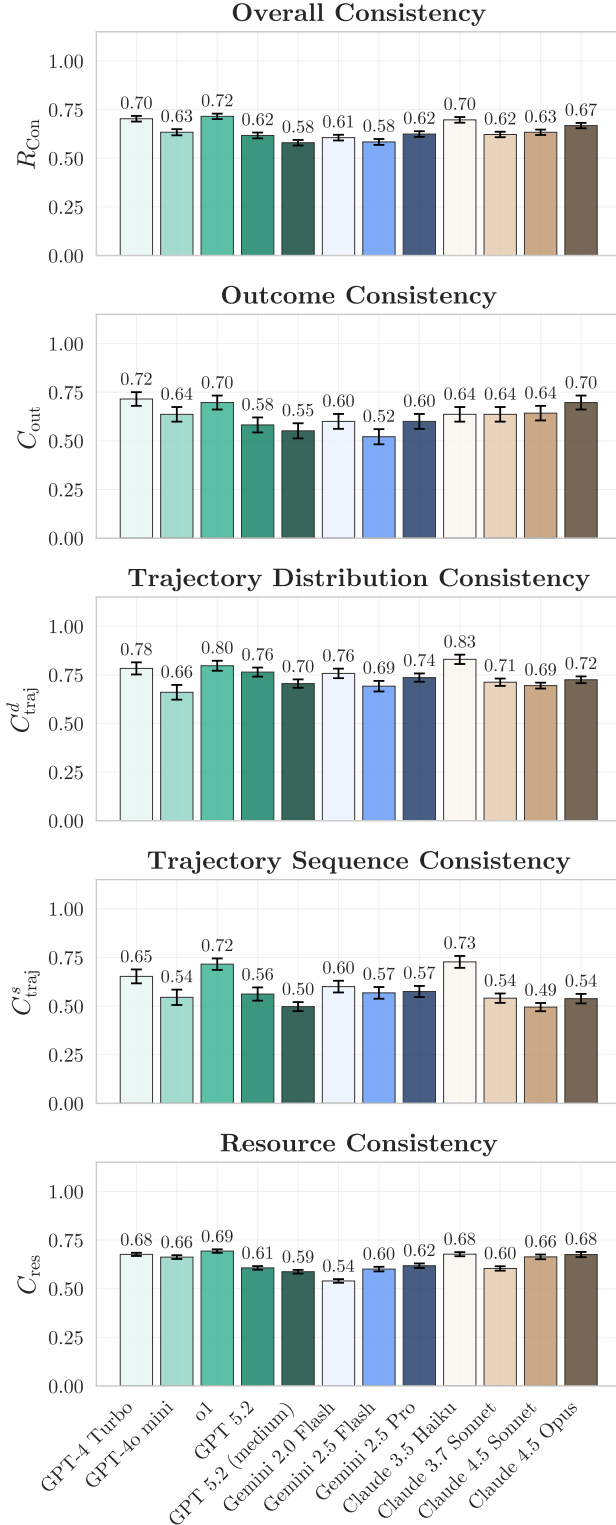 Overall Consistency
1.00
0.75
0.50
0.25
0.00
R_Con
0.70 0.63 0.72 0.62 0.58 0.61 0.58 0.62 0.70 0.62 0.63 0.67
Outcome Consistency
1.00
0.75
0.50
0.25
0.00
C_out
0.72 0.64 0.70 0.58 0.55 0.60 0.52 0.60 0.64 0.64 0.64 0.70
Trajectory Distribution Consistency
1.00
0.75
0.50
0.25
0.00
C^d_traj
0.78 0.66 0.80 0.76 0.70 0.76 0.69 0.74 0.83 0.71 0.69 0.72
Trajectory Sequence Consistency
1.00
0.75
0.50
0.25
0.00
C^s_traj
0.65 0.54 0.72 0.56 0.50 0.60 0.57 0.57 0.73 0.54 0.49 0.54
Resource Consistency
1.00
0.75
0.50
0.25
0.00
C_res
0.68 0.66 0.69 0.61 0.59 0.54 0.60 0.62 0.68 0.60 0.66 0.68
GPT-4 Turbo
GPT-4o mini
o1
GPT 5.2
GPT 5.2 (medium)
Gemini 2.0 Flash
Gemini 2.5 Flash
Gemini 2.5 Pro
Claude 3.5 Haiku
Claude 3.7 Sonnet
Claude 4.5 Sonnet
Claude 4.5 Opus